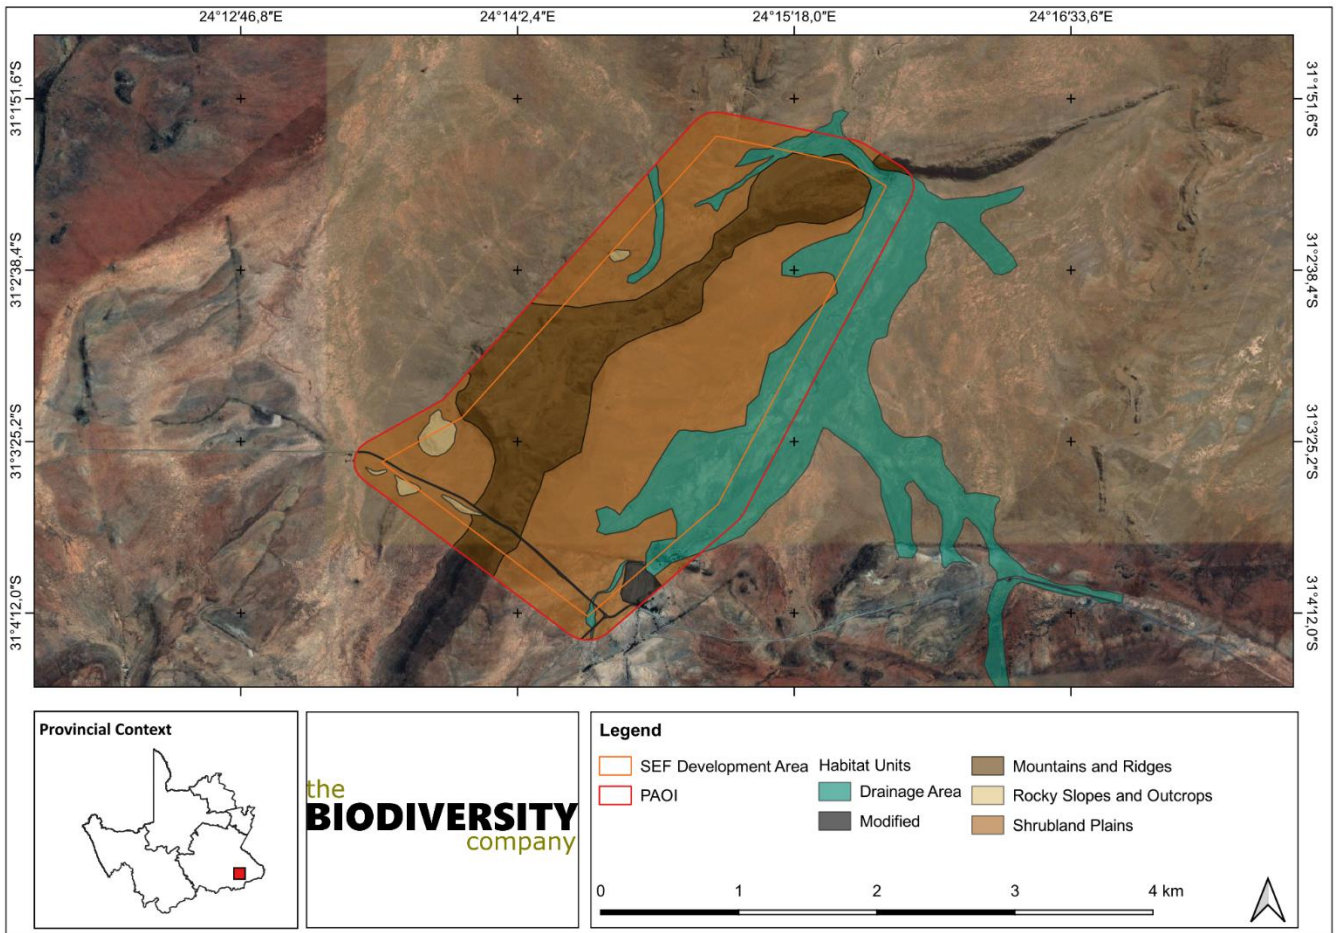 24°12'46,8"E
24°14'2,4"E
24°15'18,0"E
24°16'33,6"E
31°1'51,6"S
31°1'51,6"S
31°2'38,4"S
31°2'38,4"S
31°3'25,2"S
31°3'25,2"S
31°4'12,0"S
31°4'12,0"S
Provincial Context
the
BIODIVERSITY
company
Legend
SEF Development Area
PAOI
Habitat Units
Drainage Area
Modified
Mountains and Ridges
Rocky Slopes and Outcrops
Shrubland Plains
0 1 2 3 4 km